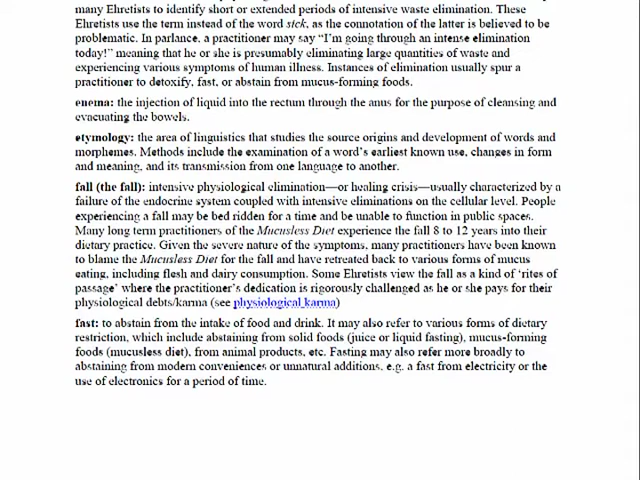 many Ehretists to identify short or extended periods of intensive waste elimination. These
Ehretists use the term instead of the word sick, as the connotation of the latter is believed to be
problematic. In parlance, a practitioner may say “I’m going through an intense elimination
today!” meaning that he or she is presumably eliminating large quantities of waste and
experiencing various symptoms of human illness. Instances of elimination usually spur a
practitioner to detoxify, fast, or abstain from mucus-forming foods.
enema: the injection of liquid into the rectum through the anus for the purpose of cleansing and
evacuating the bowels.
etymology: the area of linguistics that studies the source origins and development of words and
morphemes. Methods include the examination of a word’s earliest known use, changes in form
and meaning, and its transmission from one language to another.
fall (the fall): intensive physiological elimination—or healing crisis—usually characterized by a
failure of the endocrine system coupled with intensive eliminations on the cellular level. People
experiencing a fall may be bed ridden for a time and be unable to function in public spaces.
Many long term practitioners of the Mucusless Diet experience the fall 8 to 12 years into their
dietary practice. Given the severe nature of the symptoms, many practitioners have been known
to blame the Mucusless Diet for the fall and have retreated back to various forms of mucus
eating, including flesh and dairy consumption. Some Ehretists view the fall as a kind of ‘rites of
passage’ where the practitioner’s dedication is rigorously challenged as he or she pays for their
physiological debts/karma (see physiological karma)
fast: to abstain from the intake of food and drink. It may also refer to various forms of dietary
restriction, which include abstaining from solid foods (juice or liquid fasting), mucus-forming
foods (mucusless diet), from animal products, etc. Fasting may also refer more broadly to
abstaining from modern conveniences or unnatural additions, e.g. a fast from electricity or the
use of electronics for a period of time.